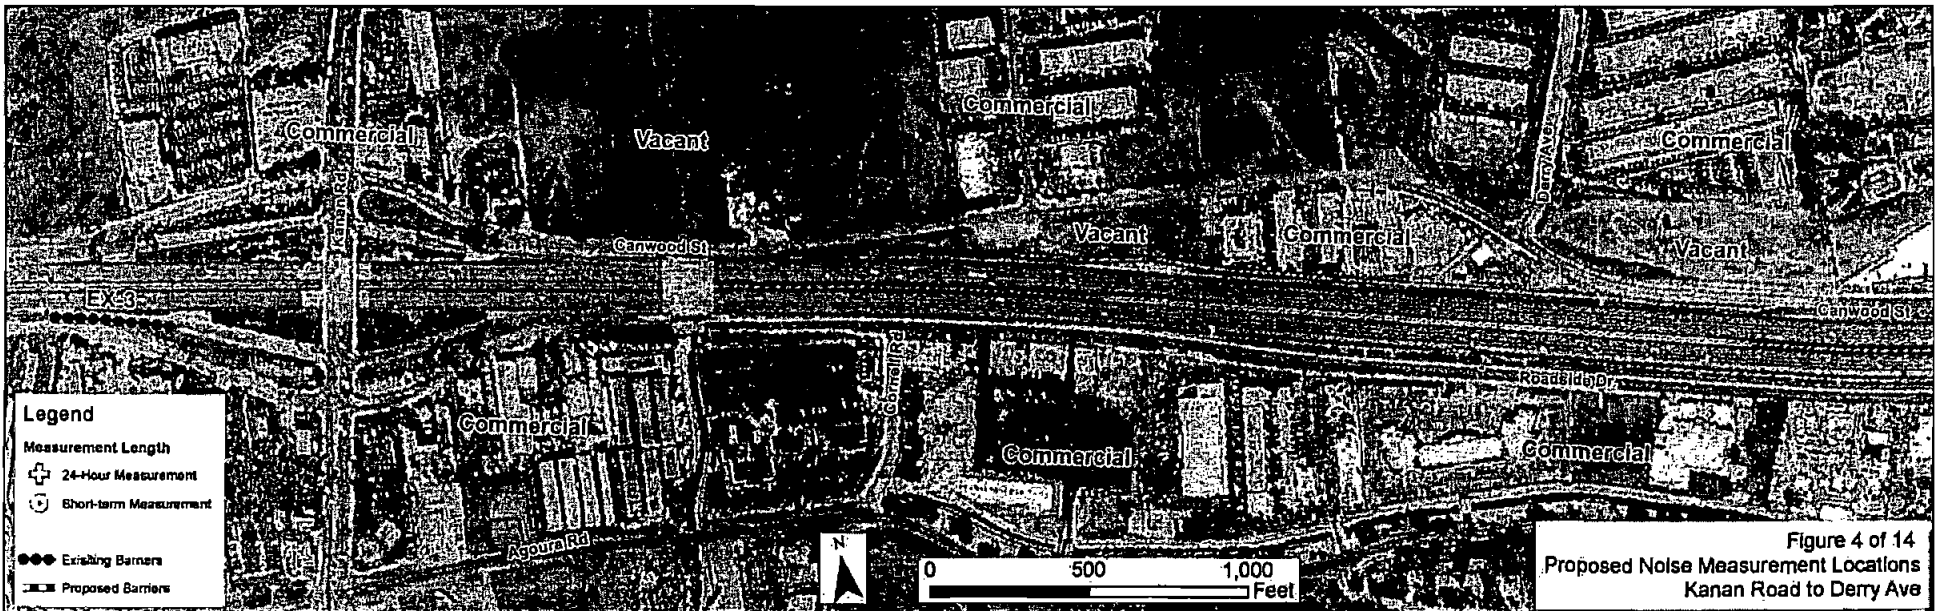 Commercial
Vacant
Commercial
Commercial
Kanan Rd
Derry Ave
Canwood St
Vacant
Commercial
Vacant
EX-3
Canwood St
Cornell Rd
Roadside Dr
Commercial
Commercial
Commercial
Agoura Rd
Legend
Measurement Length
24-Hour Measurement
Short-term Measurement
Existing Barriers
Proposed Barriers
N
0 500 1,000
Feet
Figure 4 of 14
Proposed Noise Measurement Locations
Kanan Road to Derry Ave